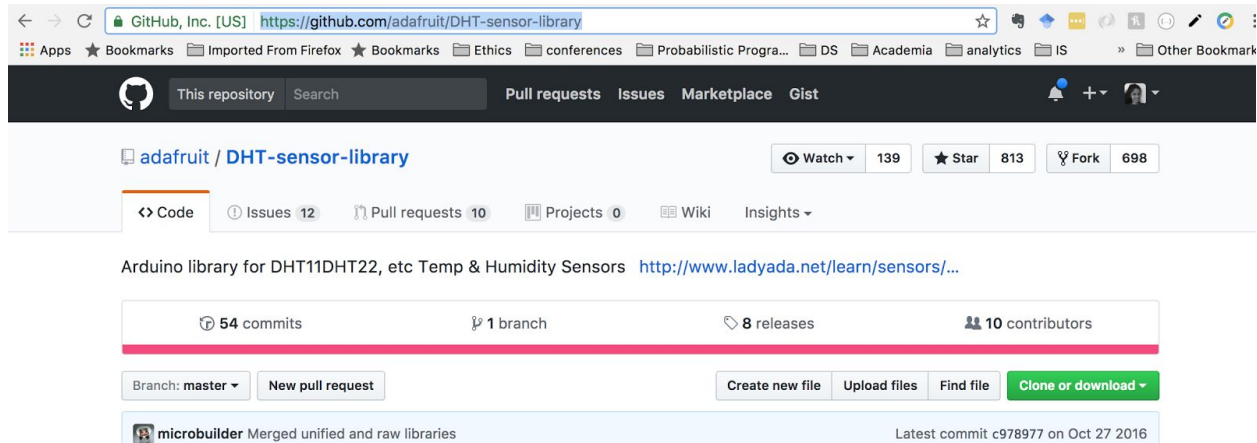 GitHub, Inc. [US] https://github.com/adafruit/DHT-sensor-library
Apps Bookmarks Imported From Firefox Bookmarks Ethics conferences Probabilistic Progra... DS Academia analytics IS » Other Bookmark
This repository Search Pull requests Issues Marketplace Gist
adafruit / DHT-sensor-library Watch 139 Star 813 Fork 698
Code Issues 12 Pull requests 10 Projects 0 Wiki Insights
Arduino library for DHT11DHT22, etc Temp & Humidity Sensors http://www.ladyada.net/learn/sensors/...
54 commits 1 branch 8 releases 10 contributors
Branch: master New pull request Create new file Upload files Find file Clone or download
microbuilder Merged unified and raw libraries Latest commit c978977 on Oct 27 2016